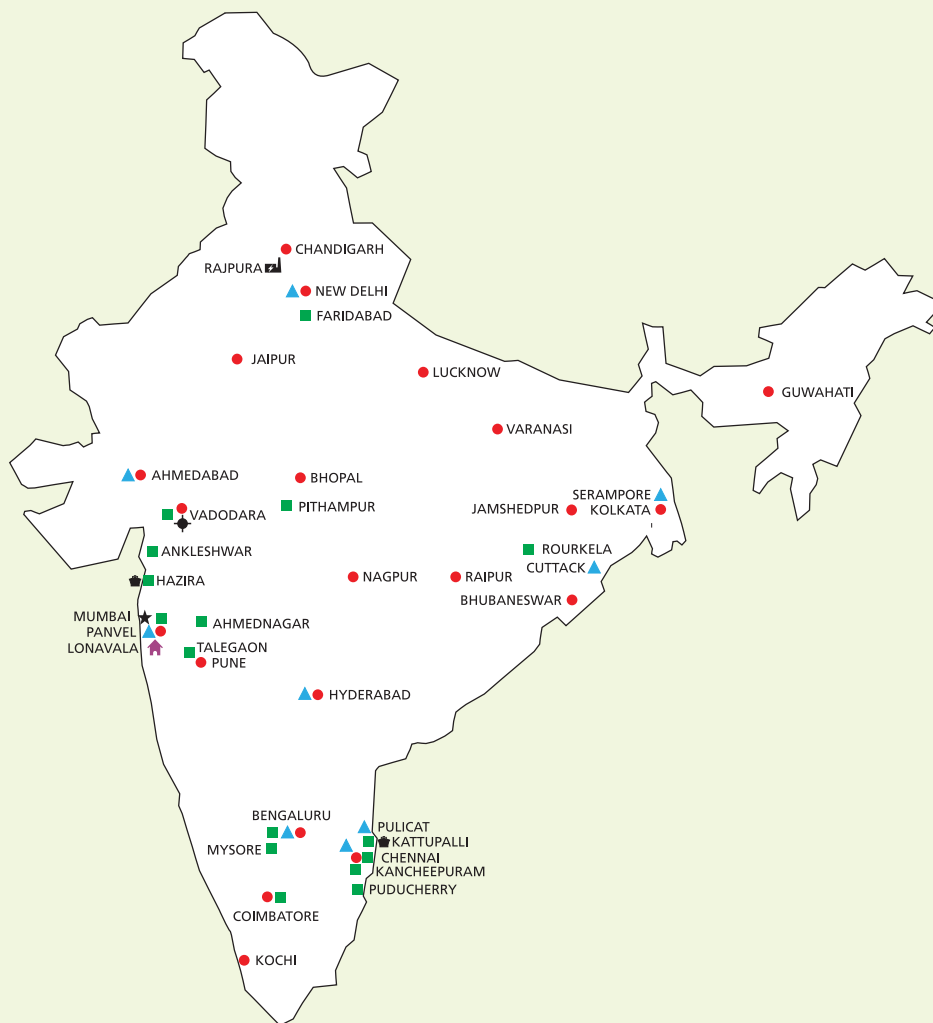 CHANDIGARH
RAJPURA
NEW DELHI
FARIDABAD
JAIPUR
LUCKNOW
GUWAHATI
VARANASI
AHMEDABAD
BHOPAL
SERAMPORE
PITHAMPUR
JAMSHEDPUR
KOLKATA
VADODARA
ROURKELA
ANKLESHWAR
CUTTACK
HAZIRA
NAGPUR
RAIPUR
BHUBANESWAR
MUMBAI
AHMEDNAGAR
PANVEL
LONAVALA
TALEGAON
PUNE
HYDERABAD
BENGALURU
PULICAT
KATTUPALLI
MYSORE
CHENNAI
KANCHEEPURAM
PUDUCHERRY
COIMBATORE
KOCHI